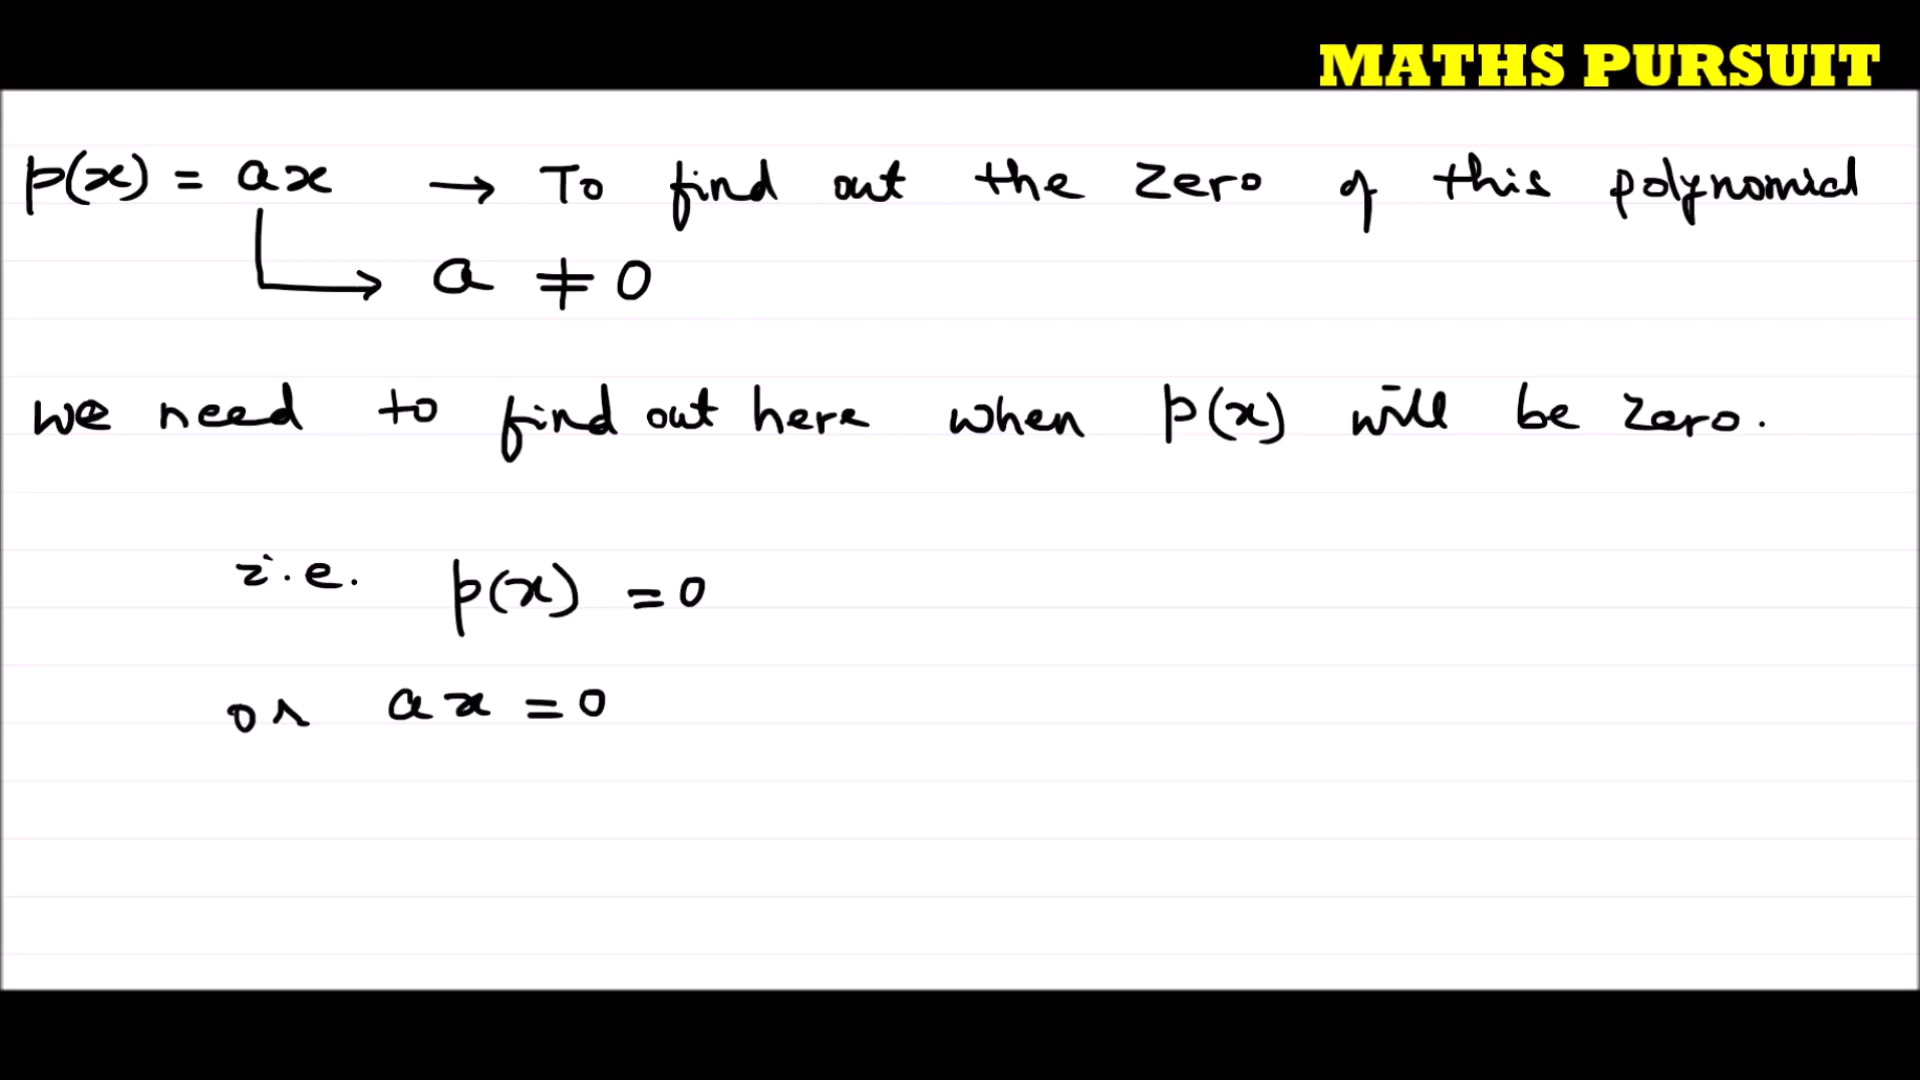 MATHS PURSUIT
p(x) = ax → To find out the zero of this polynomial
a ≠ 0
we need to find out here when p(x) will be zero.
i.e. p(x) = 0
or ax = 0